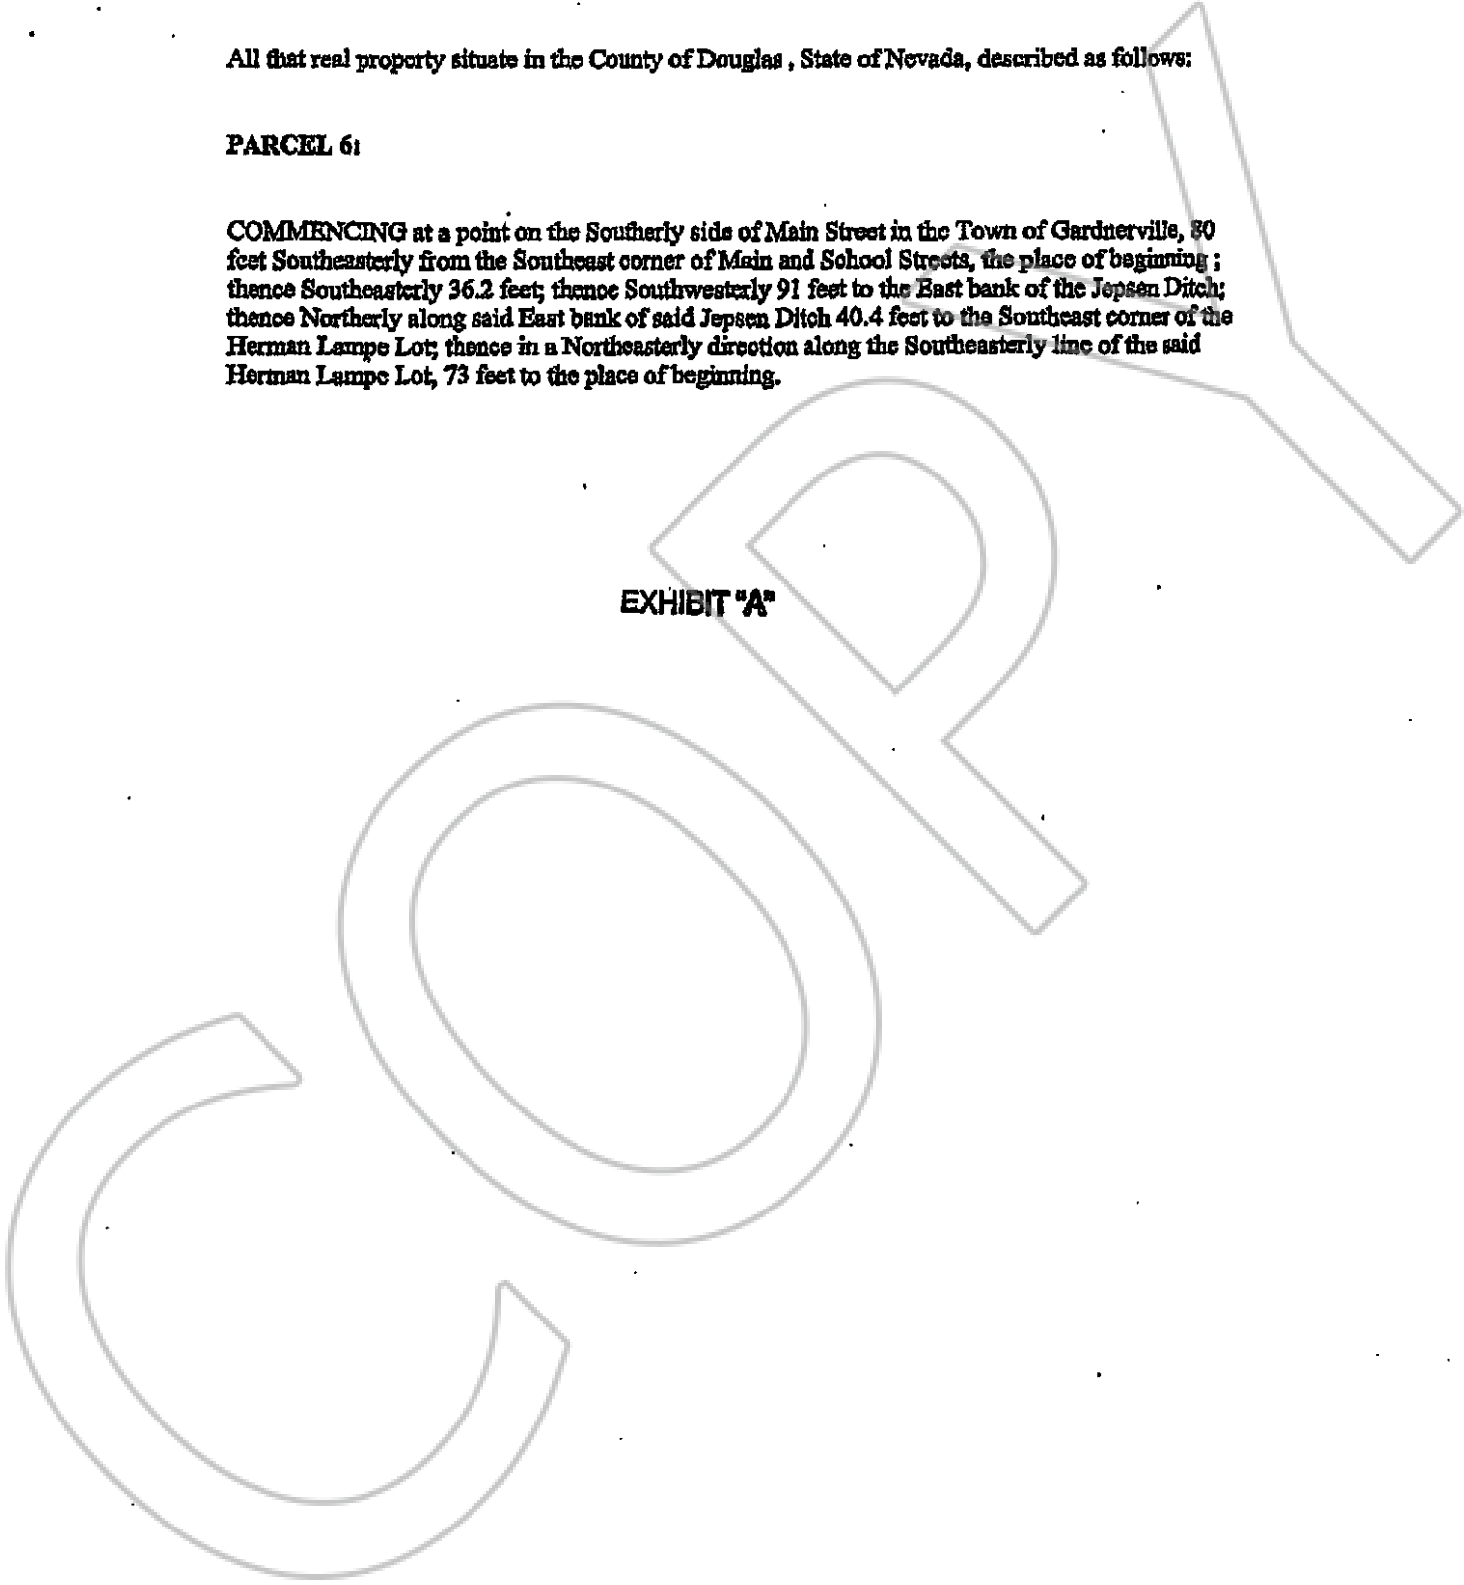 All that real property situate in the County of Douglas , State of Nevada, described as follows:
PARCEL 6:
COMMENCING at a point on the Southerly side of Main Street in the Town of Gardnerville, 80
feet Southeasterly from the Southeast corner of Main and School Streets, the place of beginning ;
thence Southeasterly 36.2 feet; thence Southwesterly 91 feet to the East bank of the Jepsen Ditch;
thence Northerly along said East bank of said Jepsen Ditch 40.4 feet to the Southeast corner of the
Herman Lampe Lot; thence in a Northeasterly direction along the Southeasterly line of the said
Herman Lampe Lot, 73 feet to the place of beginning.
EXHIBIT "A"
COPY